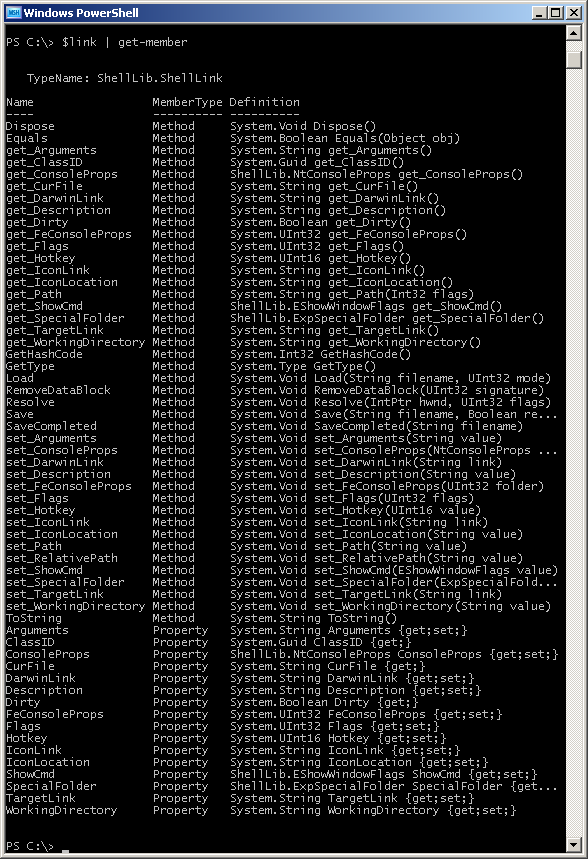 Windows PowerShell
PS C:\> $link | get-member
TypeName: ShellLib.ShellLink
Name MemberType Definition
---- ---------- ----------
Dispose Method System.Void Dispose()
Equals Method System.Boolean Equals(Object obj)
get_Arguments Method System.String get_Arguments()
get_ClassID Method System.Guid get_ClassID()
get_ConsoleProps Method ShellLib.NtConsoleProps get_ConsoleProps()
get_CurFile Method System.String get_CurFile()
get_DarwinLink Method System.String get_DarwinLink()
get_Description Method System.String get_Description()
get_Dirty Method System.Boolean get_Dirty()
get_FeConsoleProps Method System.UInt32 get_FeConsoleProps()
get_Flags Method System.UInt32 get_Flags()
get_Hotkey Method System.UInt16 get_Hotkey()
get_IconLink Method System.String get_IconLink()
get_IconLocation Method System.String get_IconLocation()
get_Path Method System.String get_Path(Int32 flags)
get_ShowCmd Method ShellLib.EShowWindowFlags get_ShowCmd()
get_SpecialFolder Method ShellLib.ExpSpecialFolder get_SpecialFolder()
get_TargetLink Method System.String get_TargetLink()
get_WorkingDirectory Method System.String get_WorkingDirectory()
GetHashCode Method System.Int32 GetHashCode()
GetType Method System.Type GetType()
Load Method System.Void Load(String filename, UInt32 mode)
RemoveDataBlock Method System.Void RemoveDataBlock(UInt32 signature)
Resolve Method System.Void Resolve(IntPtr hwnd, UInt32 flags)
Save Method System.Void Save(String filename, Boolean re...
SaveCompleted Method System.Void SaveCompleted(String filename)
set_Arguments Method System.Void set_Arguments(String value)
set_ConsoleProps Method System.Void set_ConsoleProps(NtConsoleProps ...
set_DarwinLink Method System.Void set_DarwinLink(String link)
set_Description Method System.Void set_Description(String value)
set_FeConsoleProps Method System.Void set_FeConsoleProps(UInt32 folder)
set_Flags Method System.Void set_Flags(UInt32 flags)
set_Hotkey Method System.Void set_Hotkey(UInt16 value)
set_IconLink Method System.Void set_IconLink(String link)
set_IconLocation Method System.Void set_IconLocation(String value)
set_Path Method System.Void set_Path(String value)
set_RelativePath Method System.Void set_RelativePath(String value)
set_ShowCmd Method System.Void set_ShowCmd(EShowWindowFlags value)
set_SpecialFolder Method System.Void set_SpecialFolder(ExpSpecialFold...
set_TargetLink Method System.Void set_TargetLink(String link)
set_WorkingDirectory Method System.Void set_WorkingDirectory(String value)
ToString Method System.String ToString()
Arguments Property System.String Arguments {get;set;}
ClassID Property System.Guid ClassID {get;}
ConsoleProps Property ShellLib.NtConsoleProps ConsoleProps {get;set;}
CurFile Property System.String CurFile {get;}
DarwinLink Property System.String DarwinLink {get;set;}
Description Property System.String Description {get;set;}
Dirty Property System.Boolean Dirty {get;}
FeConsoleProps Property System.UInt32 FeConsoleProps {get;set;}
Flags Property System.UInt32 Flags {get;set;}
Hotkey Property System.UInt16 Hotkey {get;set;}
IconLink Property System.String IconLink {get;set;}
IconLocation Property System.String IconLocation {get;set;}
ShowCmd Property ShellLib.EShowWindowFlags ShowCmd {get;set;}
SpecialFolder Property ShellLib.ExpSpecialFolder SpecialFolder {get...
TargetLink Property System.String TargetLink {get;set;}
WorkingDirectory Property System.String WorkingDirectory {get;set;}
PS C:\> _